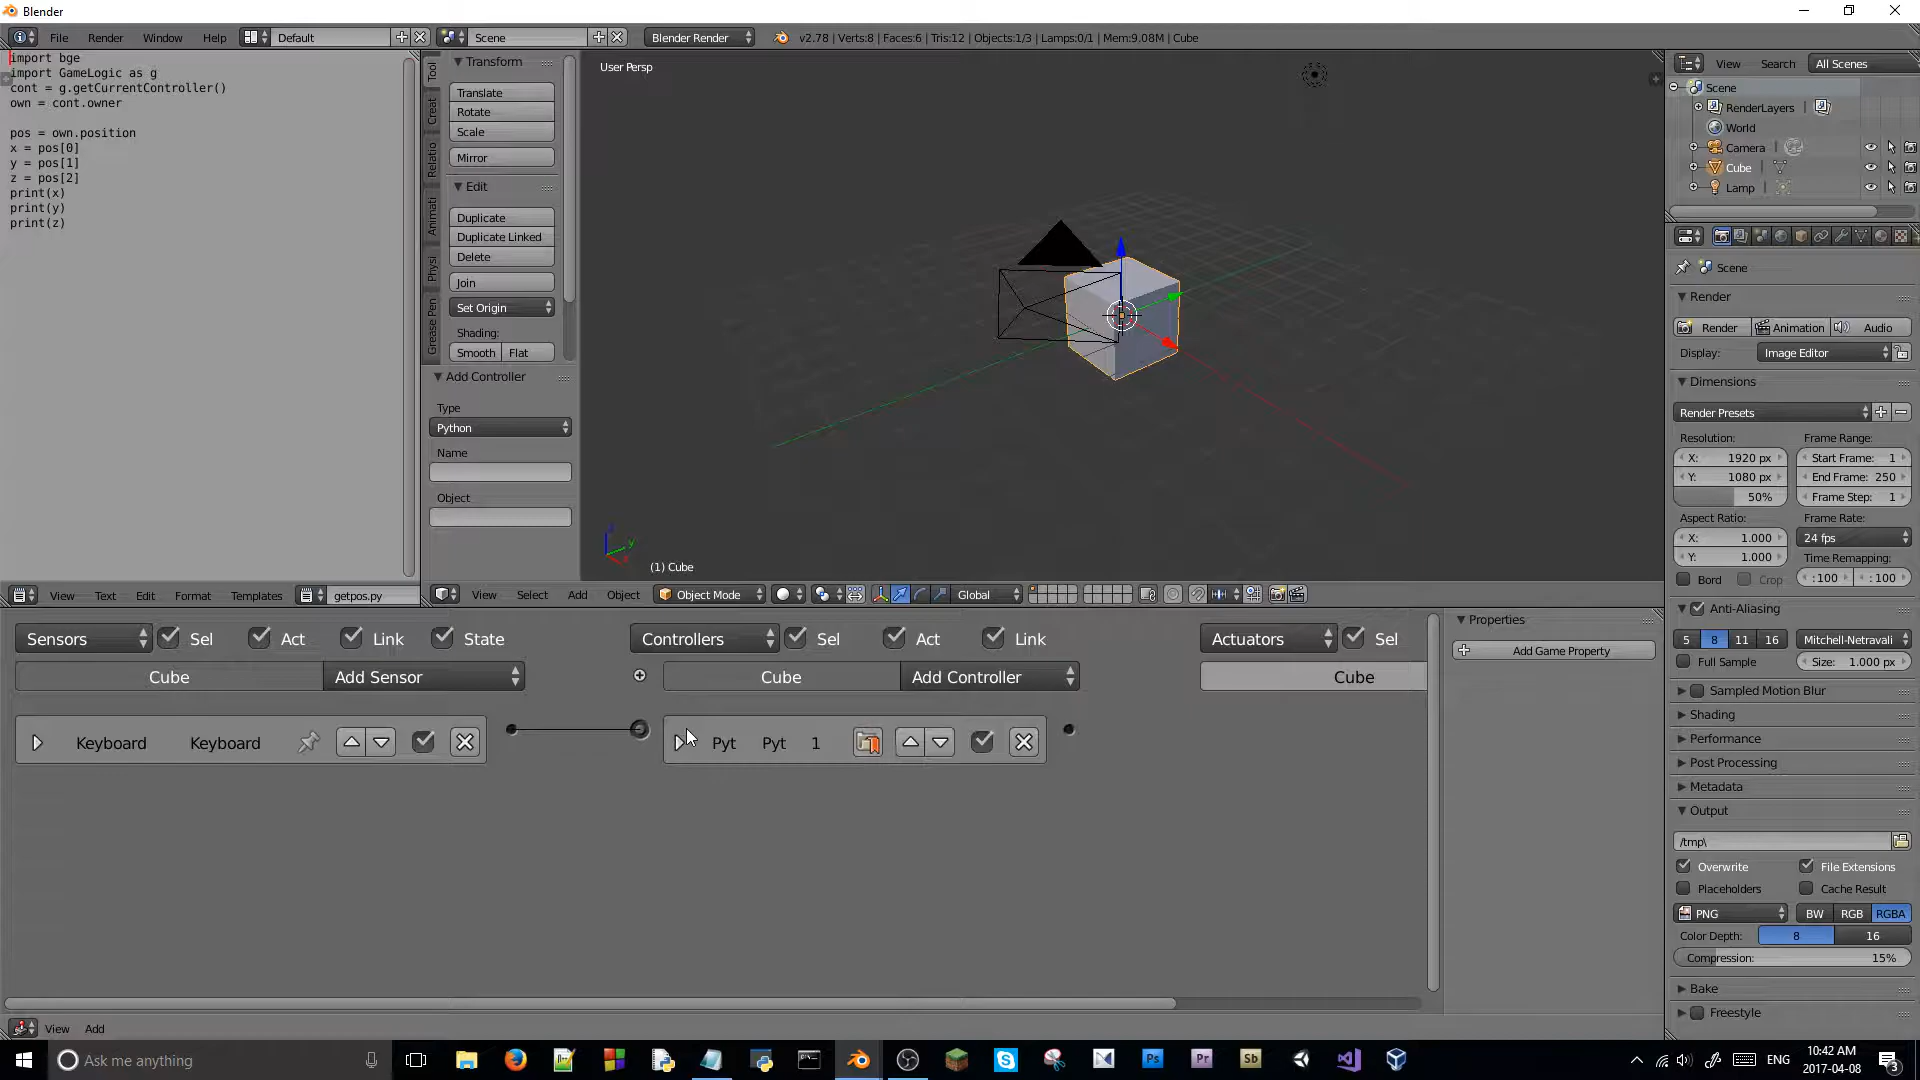 Blender
File Render Window Help Default Scene Blender Render v2.78 | Verts:8 | Faces:6 | Tris:12 | Objects:1/3 | Lamps:0/1 | Mem:9.08M | Cube
import bge
import GameLogic as g
cont = g.getCurrentController()
own = cont.owner
pos = own.position
x = pos[0]
y = pos[1]
z = pos[2]
print(x)
print(y)
print(z)
View Text Edit Format Templates getpos.py
Tool
Creat
Relatio
Animati
Physi
Grease Pen
Transform
Translate
Rotate
Scale
Mirror
Edit
Duplicate
Duplicate Linked
Delete
Join
Set Origin
Shading:
Smooth Flat
Add Controller
Type
Python
Name
Object
User Persp
(1) Cube
View Select Add Object Object Mode Global
Sensors Sel Act Link State
Cube Add Sensor
Keyboard Keyboard
Controllers Sel Act Link
Cube Add Controller
Pyt Pyt 1
Actuators Sel
Cube
Properties
Add Game Property
View Add
View Search All Scenes
Scene
RenderLayers
World
Camera
Cube
Lamp
Scene
Render
Render Animation Audio
Display: Image Editor
Dimensions
Render Presets
Resolution: Frame Range:
X: 1920 px Start Frame: 1
Y: 1080 px End Frame: 250
50% Frame Step: 1
Aspect Ratio: Frame Rate:
X: 1.000 24 fps
Y: 1.000 Time Remapping:
Bord Crop :100 :100
Anti-Aliasing
5 8 11 16 Mitchell-Netravali
Full Sample Size: 1.000 px
Sampled Motion Blur
Shading
Performance
Post Processing
Metadata
Output
/tmp\
Overwrite File Extensions
Placeholders Cache Result
PNG BW RGB RGBA
Color Depth: 8 16
Compression: 15%
Bake
Freestyle
Ask me anything
Ps Pr Sb
ENG
10:42 AM
2017-04-08
3